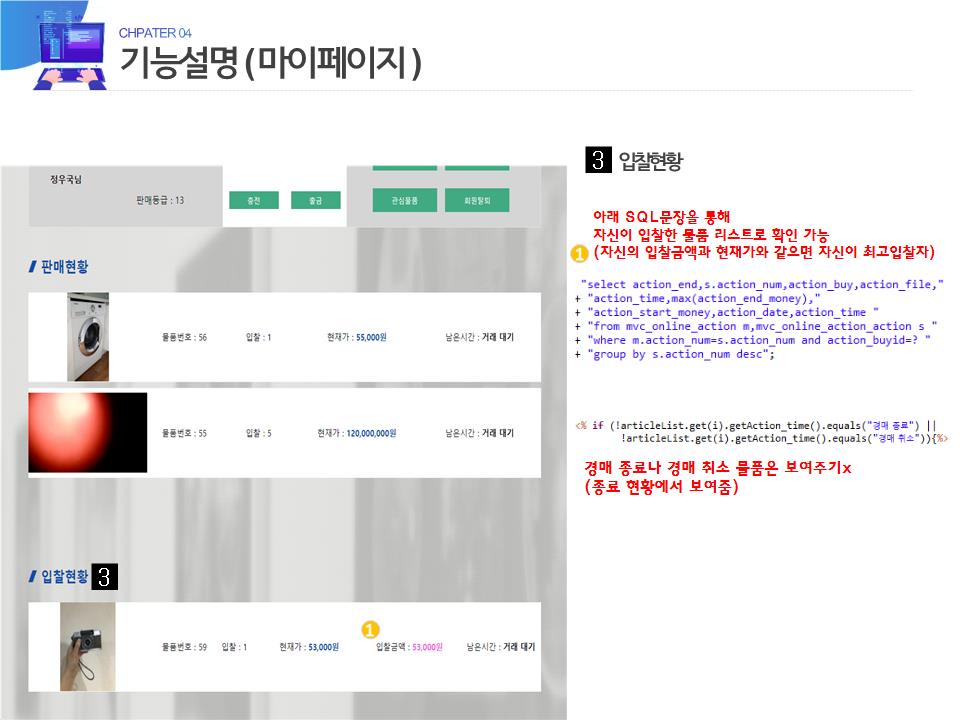 CHPATER 04
기능설명 ( 마이페이지 )
정우국님
판매등급 : 13
충전
출금
관심물품
회원탈퇴
판매현황
물품번호 : 56 입찰 : 1 현재가 : 55,000원 남은시간 : 거래 대기
물품번호 : 55 입찰 : 5 현재가 : 120,000,000원 남은시간 : 거래 대기
입찰현황 3
1
물품번호 : 59 입찰 : 1 현재가 : 53,000원 입찰금액 : 53,000원 남은시간 : 거래 대기
3 입찰현황
아래 SQL문장을 통해
자신이 입찰한 물품 리스트로 확인 가능
1 (자신의 입찰금액과 현재가와 같으면 자신이 최고입찰자)
"select action_end,s.action_num,action_buy,action_file,"
+ "action_time,max(action_end_money),"
+ "action_start_money,action_date,action_time "
+ "from mvc_online_action m,mvc_online_action_action s "
+ "where m.action_num=s.action_num and action_buyid=? "
+ "group by s.action_num desc";
<% if (!articleList.get(i).getAction_time().equals("경매 종료") ||
!articleList.get(i).getAction_time().equals("경매 취소")){%>
경매 종료나 경매 취소 물품은 보여주기x
(종료 현황에서 보여줌)